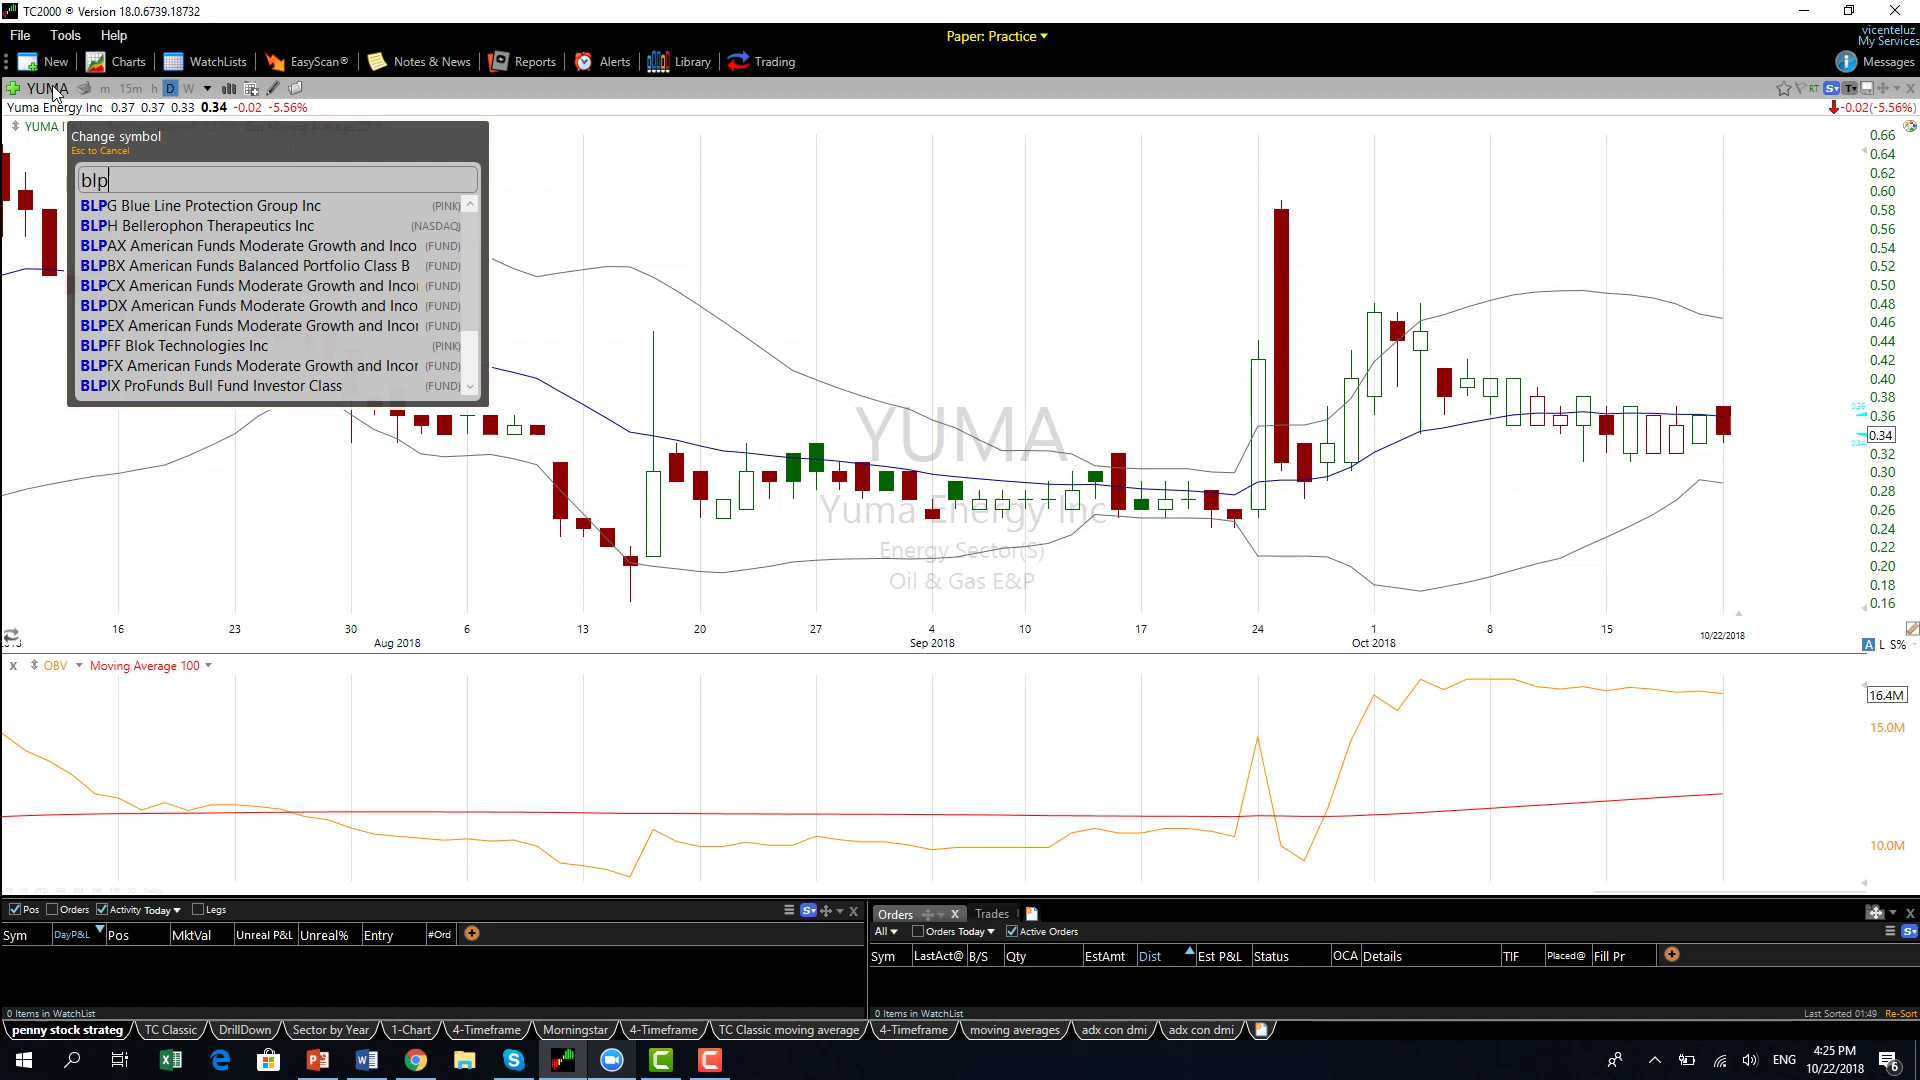 TC2000 ® Version 18.0.6739.18732
File Tools Help
Paper: Practice
vicenteluz
My Services
New Charts WatchLists EasyScan® Notes & News Reports Alerts Library Trading
Messages
YUMA m 15m h D W
RT S T
Yuma Energy Inc 0.37 0.37 0.33 0.34 -0.02 -5.56%
-0.02(-5.56%)
YUMA
Change symbol
Esc to Cancel
blp
BLPG Blue Line Protection Group Inc (PINK)
BLPH Bellerophon Therapeutics Inc (NASDAQ)
BLPAX American Funds Moderate Growth and Inco (FUND)
BLPBX American Funds Balanced Portfolio Class B (FUND)
BLPCX American Funds Moderate Growth and Incor (FUND)
BLPDX American Funds Moderate Growth and Inco (FUND)
BLPEX American Funds Moderate Growth and Incor (FUND)
BLPFF Blok Technologies Inc (PINK)
BLPFX American Funds Moderate Growth and Incor (FUND)
BLPIX ProFunds Bull Fund Investor Class (FUND)
YUMA
Yuma Energy Inc
Energy Sector(S)
Oil & Gas E&P
0.66
0.64
0.62
0.60
0.58
0.56
0.54
0.52
0.50
0.48
0.46
0.44
0.42
0.40
0.38
0.36
0.36
0.34
0.34
0.32
0.30
0.28
0.26
0.24
0.22
0.20
0.18
0.16
16 23 30 6 13 20 27 4 10 17 24 1 8 15 10/22/2018
Aug 2018 Sep 2018 Oct 2018
A L S%
X OBV Moving Average 100
16.4M
15.0M
10.0M
Pos Orders Activity Today Legs
Sym DayP&L Pos MktVal Unreal P&L Unreal% Entry #Ord
0 Items in WatchList
Orders X Trades
All Orders Today Active Orders
Sym LastAct@ B/S Qty EstAmt Dist Est P&L Status OCA Details TIF Placed@ Fill Pr
0 Items in WatchList
Last Sorted 01:49 Re-Sort
penny stock strateg TC Classic DrillDown Sector by Year 1-Chart 4-Timeframe Morningstar 4-Timeframe TC Classic moving average 4-Timeframe moving averages adx con dmi adx con dmi
ENG
4:25 PM
10/22/2018
6